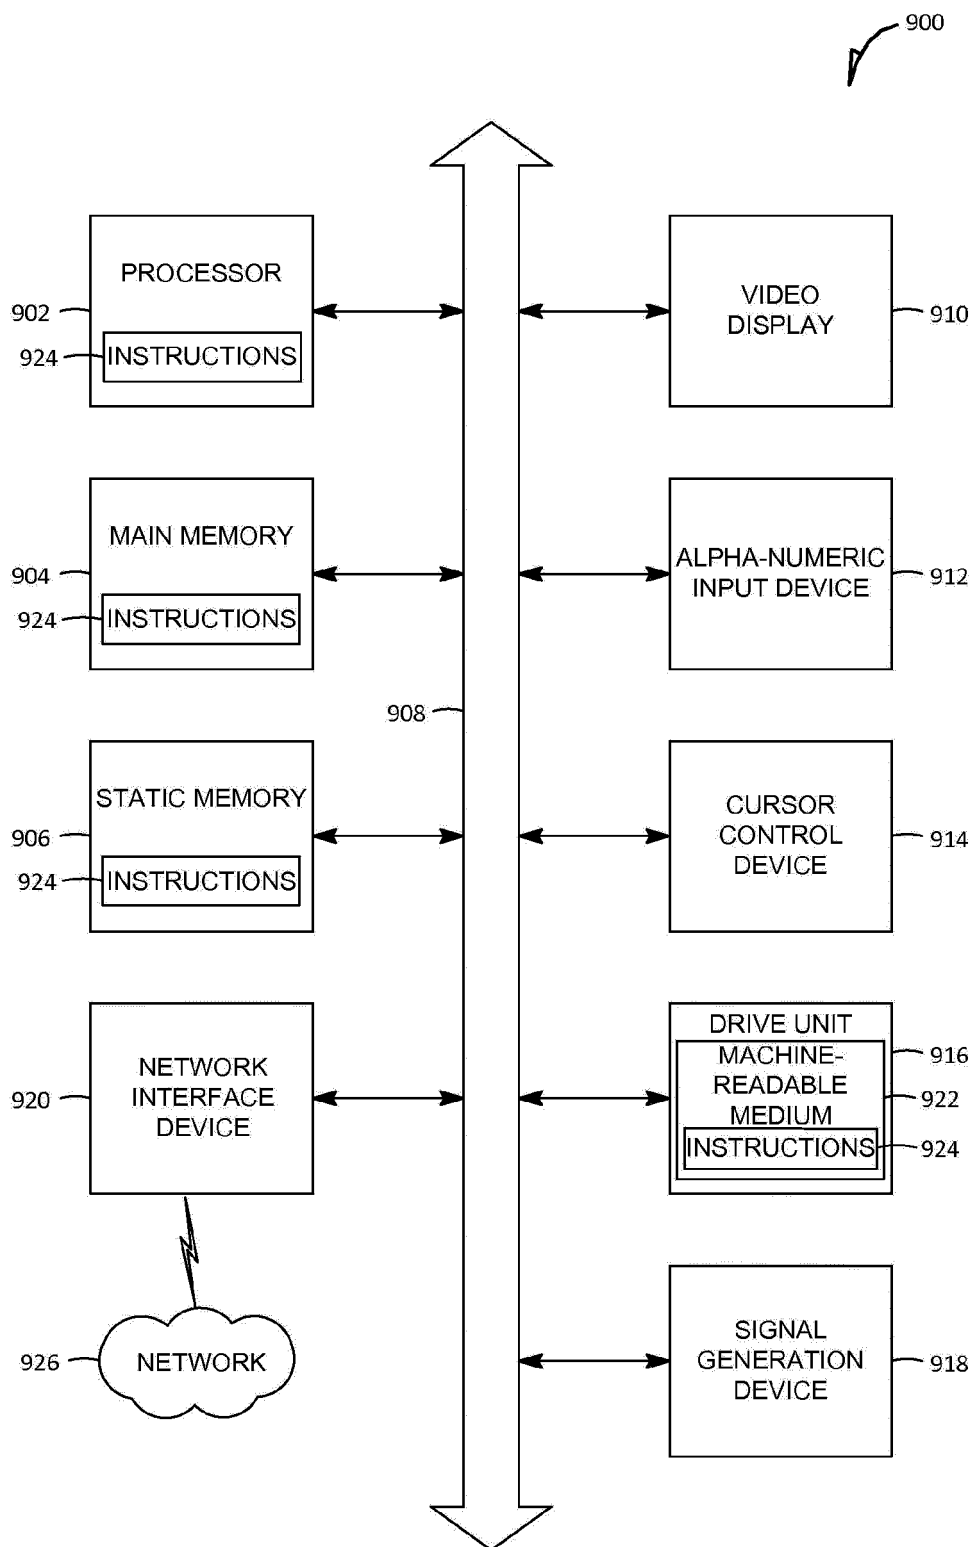 900
PROCESSOR
902
924
INSTRUCTIONS
VIDEO
DISPLAY
910
MAIN MEMORY
904
924
INSTRUCTIONS
ALPHA-NUMERIC
INPUT DEVICE
912
908
STATIC MEMORY
906
924
INSTRUCTIONS
CURSOR
CONTROL
DEVICE
914
NETWORK
INTERFACE
DEVICE
920
DRIVE UNIT
916
MACHINE-
READABLE
MEDIUM
922
INSTRUCTIONS
924
926
NETWORK
SIGNAL
GENERATION
DEVICE
918